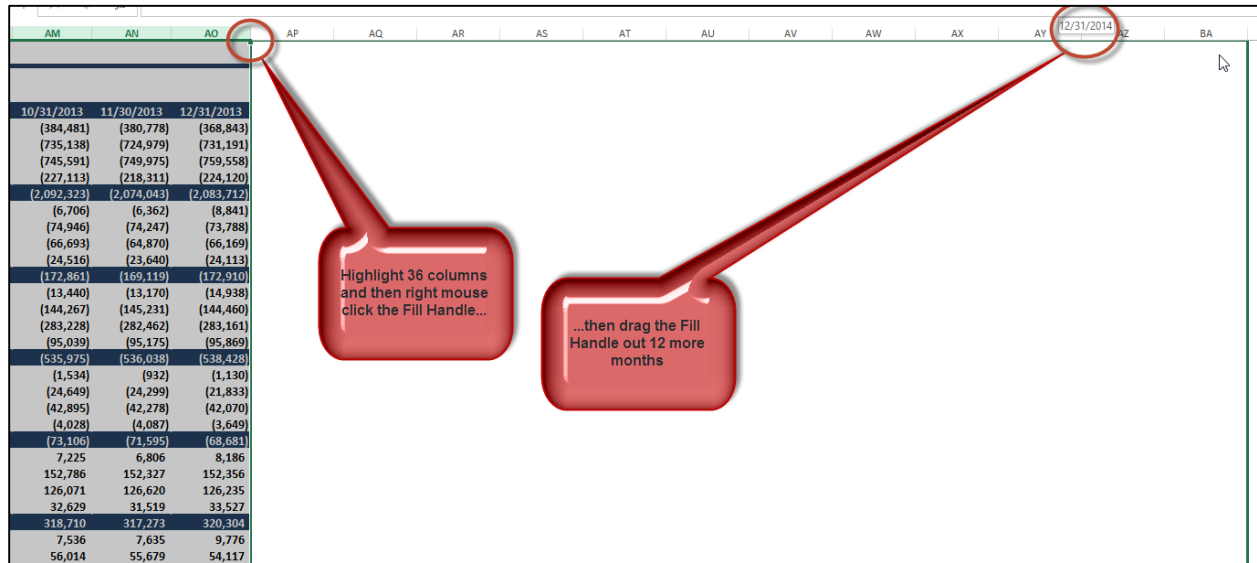 AM AN AO AP AQ AR AS AT AU AV AW AX AY AZ BA
12/31/2014
10/31/2013 11/30/2013 12/31/2013
(384,481) (380,778) (368,843)
(735,138) (724,979) (731,191)
(745,591) (749,975) (759,558)
(227,113) (218,311) (224,120)
(2,092,323) (2,074,043) (2,083,712)
(6,706) (6,362) (8,841)
(74,946) (74,247) (73,788)
(66,693) (64,870) (66,169)
(24,516) (23,640) (24,113)
(172,861) (169,119) (172,910)
(13,440) (13,170) (14,938)
(144,267) (145,231) (144,460)
(283,228) (282,462) (283,161)
(95,039) (95,175) (95,869)
(535,975) (536,038) (538,428)
(1,534) (932) (1,130)
(24,649) (24,299) (21,833)
(42,895) (42,278) (42,070)
(4,028) (4,087) (3,649)
(73,106) (71,595) (68,681)
7,225 6,806 8,186
152,786 152,327 152,356
126,071 126,620 126,235
32,629 31,519 33,527
318,710 317,273 320,304
7,536 7,635 9,776
56,014 55,679 54,117
Highlight 36 columns
and then right mouse
click the Fill Handle...
...then drag the Fill
Handle out 12 more
months